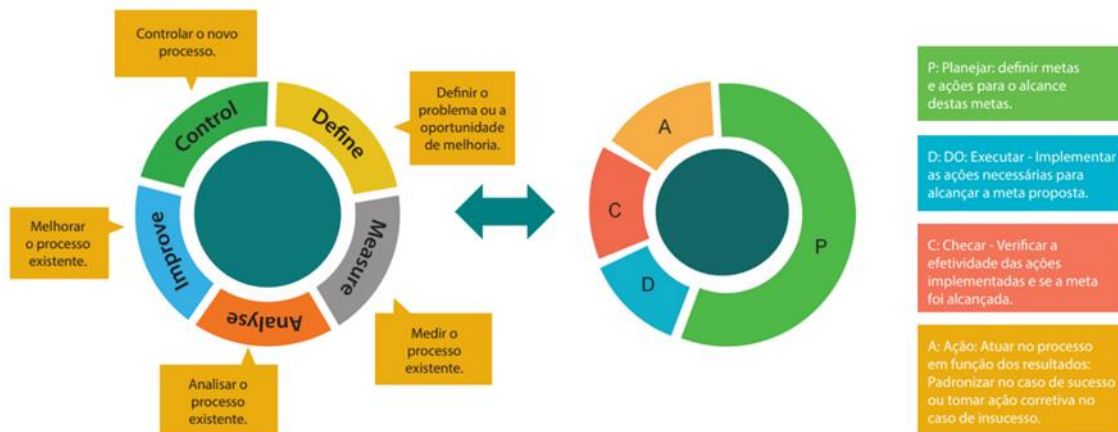 Controlar o novo
processo.
Control
Define
Definir o
problema ou a
oportunidade
de melhoria.
Measure
Medir o
processo
existente.
Analyse
Analisar o
processo
existente.
Improve
Melhorar
o processo
existente.
A
C
D
P
P: Planejar: definir metas
e ações para o alcance
destas metas.
D: DO: Executar - Implementar
as ações necessárias para
alcançar a meta proposta.
C: Checar - Verificar a
efetividade das ações
implementadas e se a meta
foi alcançada.
A: Ação: Atuar no processo
em função dos resultados:
Padronizar no caso de sucesso
ou tomar ação corretiva no
caso de insucesso.